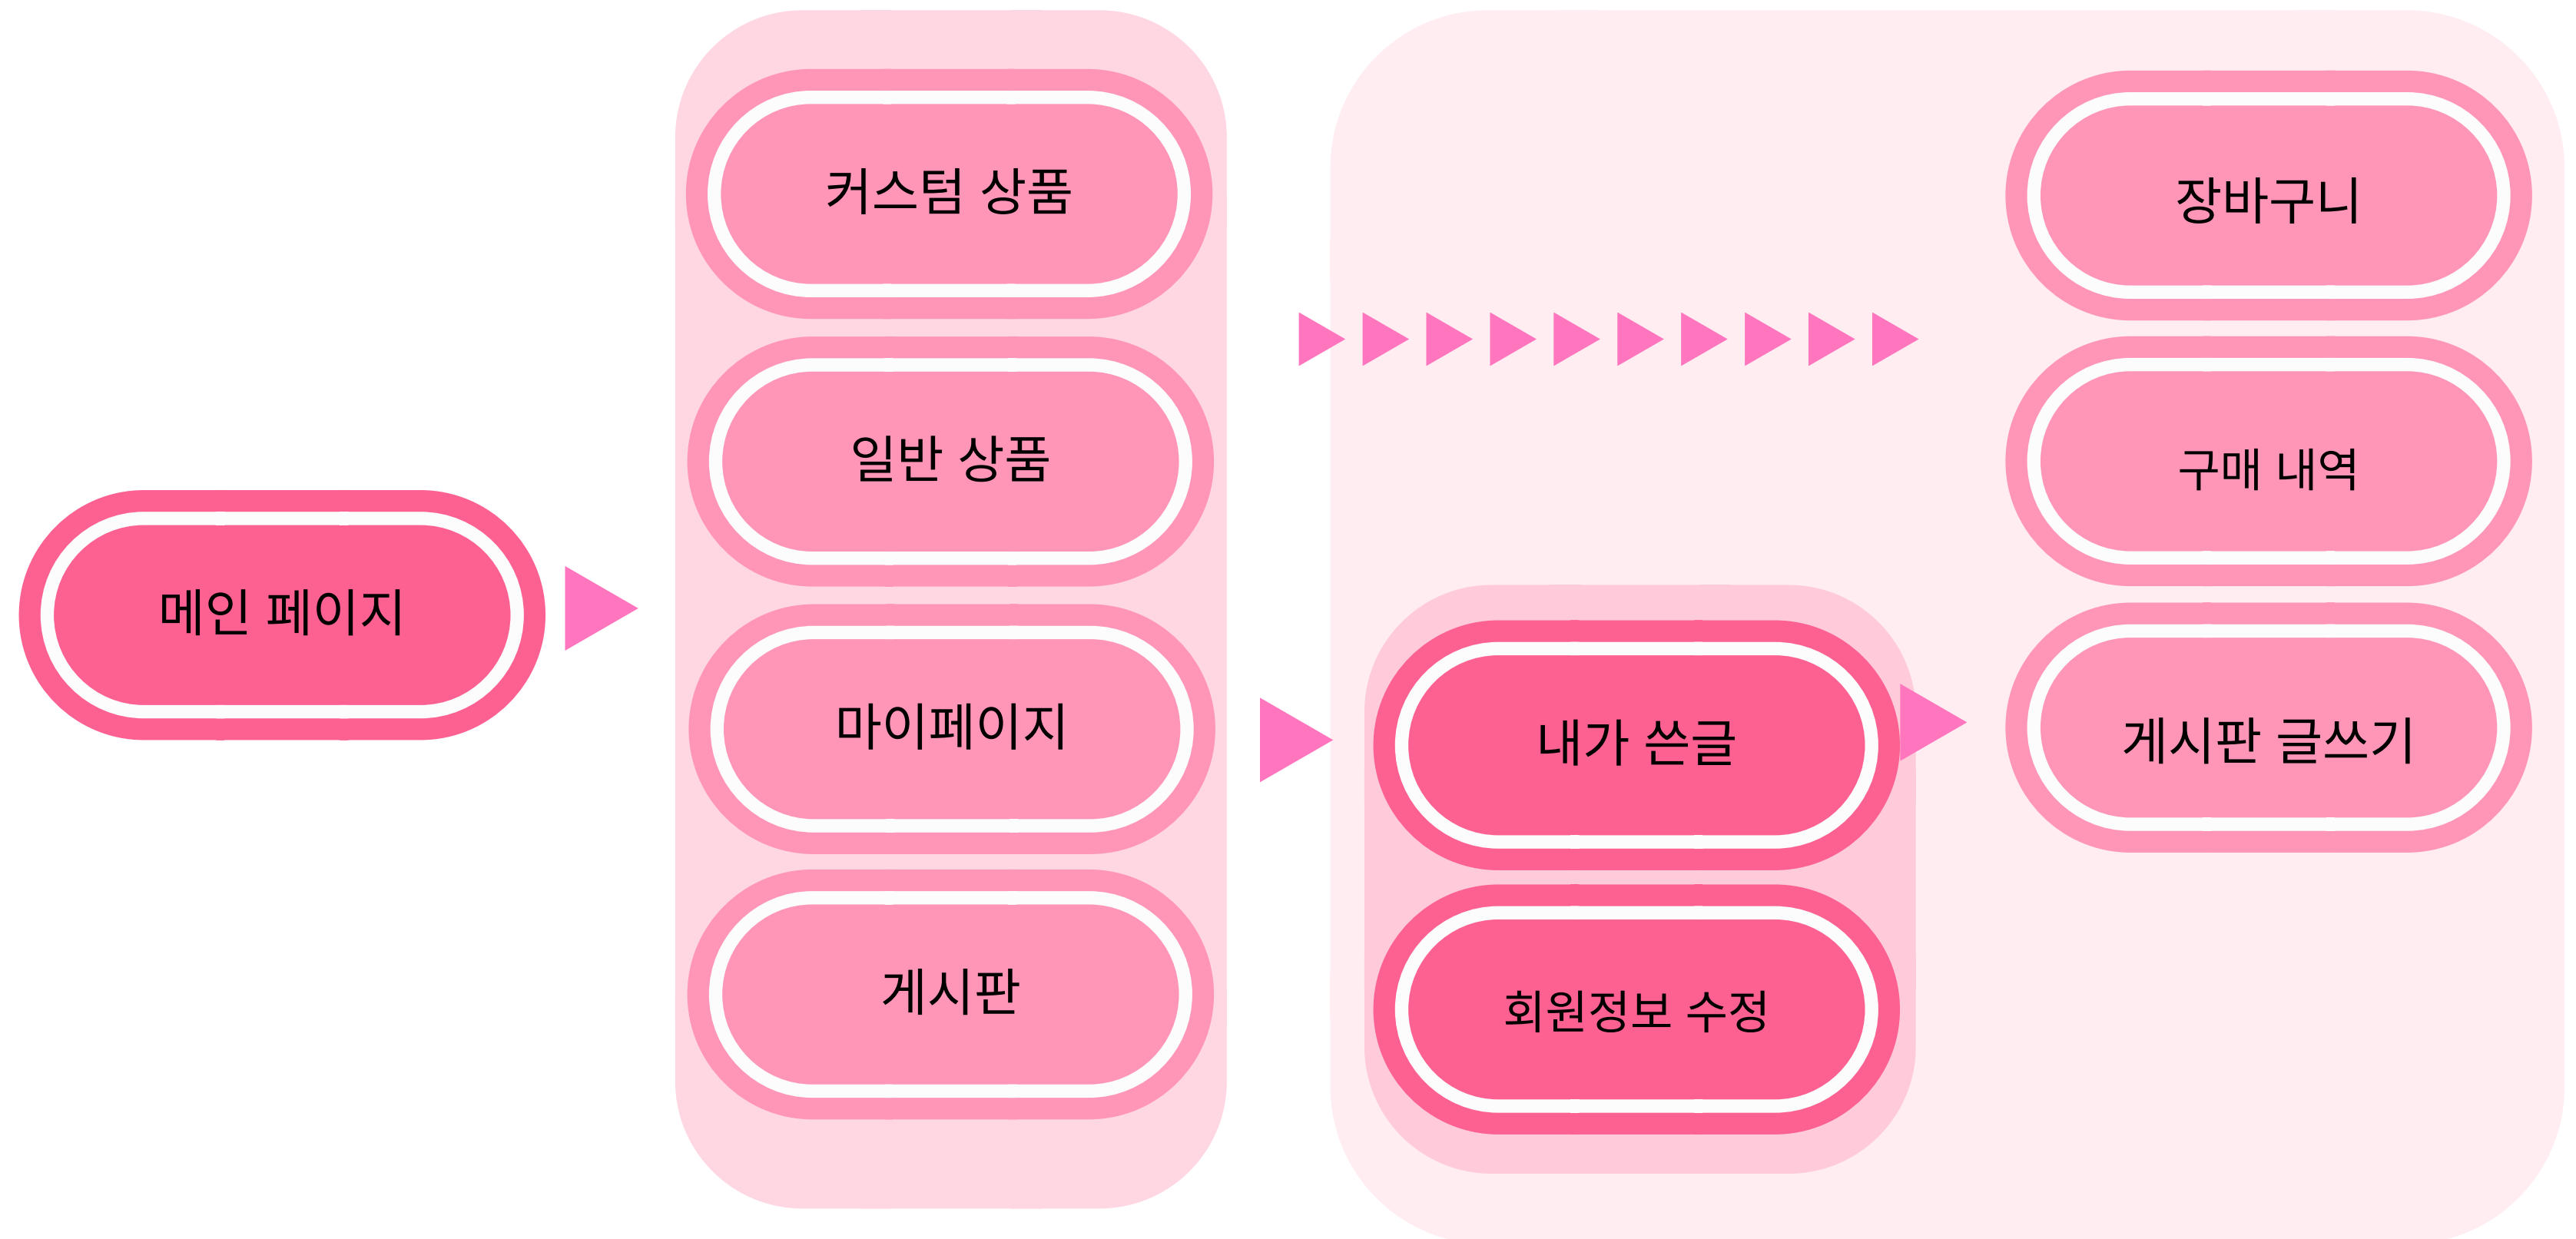 메인 페이지
커스텀 상품
일반 상품
마이페이지
게시판
내가 쓴글
회원정보 수정
장바구니
구매 내역
게시판 글쓰기